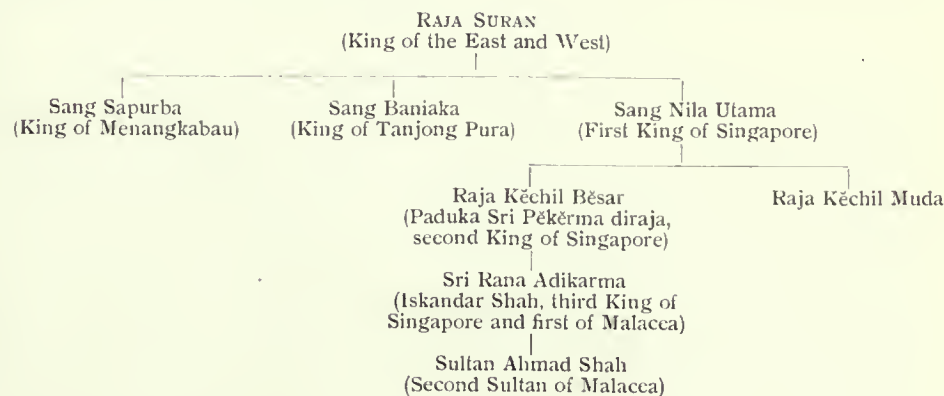 RAJA SURAN
(King of the East and West)
Sang Sapurba
(King of Menangkabau)
Sang Baniaka
(King of Tanjong Pura)
Sang Nila Utama
(First King of Singapore)
Raja Kĕchil Bĕsar
(Paduka Sri Pĕkĕrma diraja,
second King of Singapore)
Raja Kĕchil Muda
Sri Rana Adikarma
(Iskandar Shah, third King of
Singapore and first of Malacca)
Sultan Ahmad Shah
(Second Sultan of Malacca)